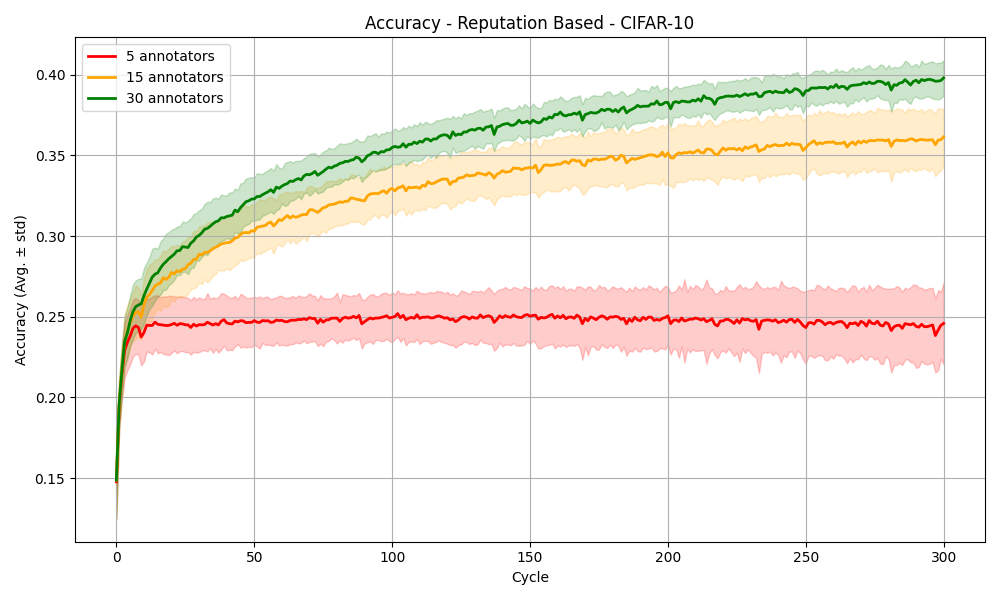 Accuracy - Reputation Based - CIFAR-10
5 annotators
15 annotators
30 annotators
Accuracy (Avg. ± std)
0.40
0.35
0.30
0.25
0.20
0.15
0
50
100
150
200
250
300
Cycle